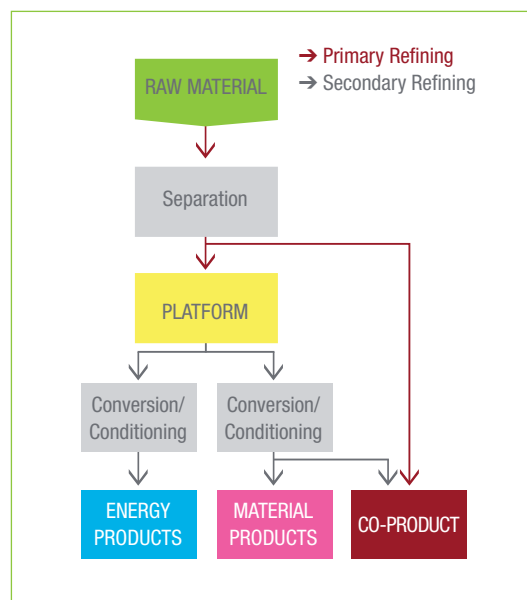 ➔ Primary Refining
➔ Secondary Refining
RAW MATERIAL
Separation
PLATFORM
Conversion/
Conditioning
Conversion/
Conditioning
ENERGY
PRODUCTS
MATERIAL
PRODUCTS
CO-PRODUCT